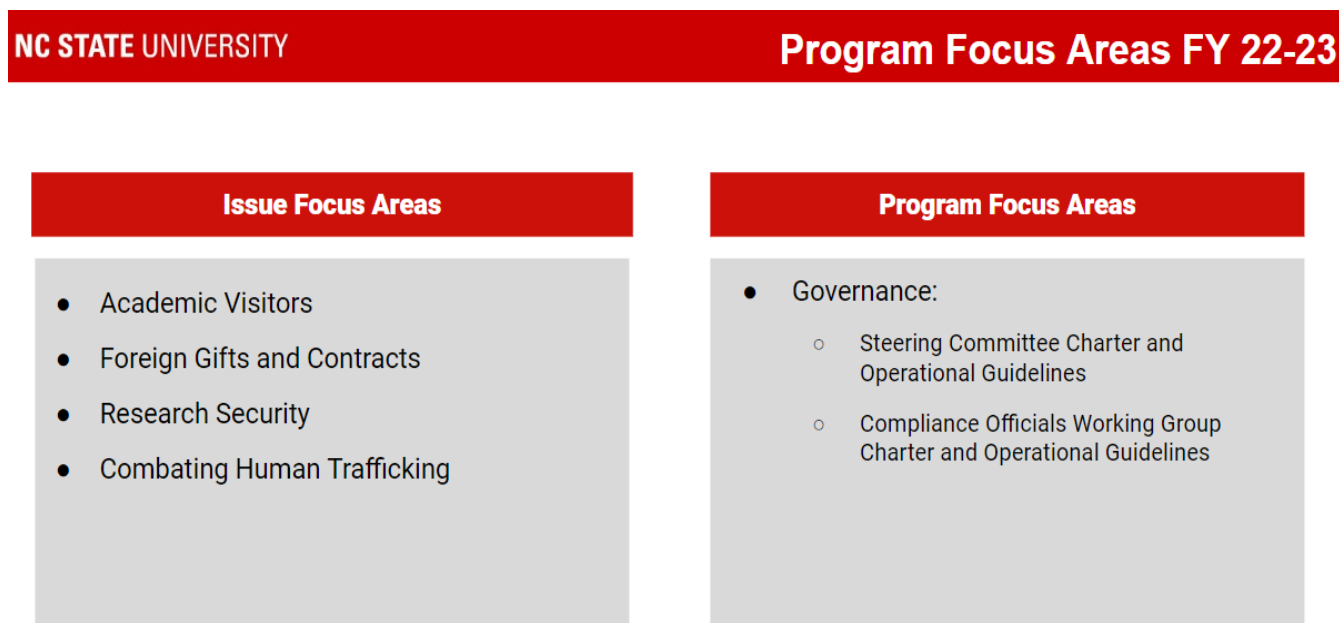 NC STATE UNIVERSITY
Program Focus Areas FY 22-23
Issue Focus Areas
● Academic Visitors
● Foreign Gifts and Contracts
● Research Security
● Combating Human Trafficking
Program Focus Areas
● Governance:
○ Steering Committee Charter and
Operational Guidelines
○ Compliance Officials Working Group
Charter and Operational Guidelines